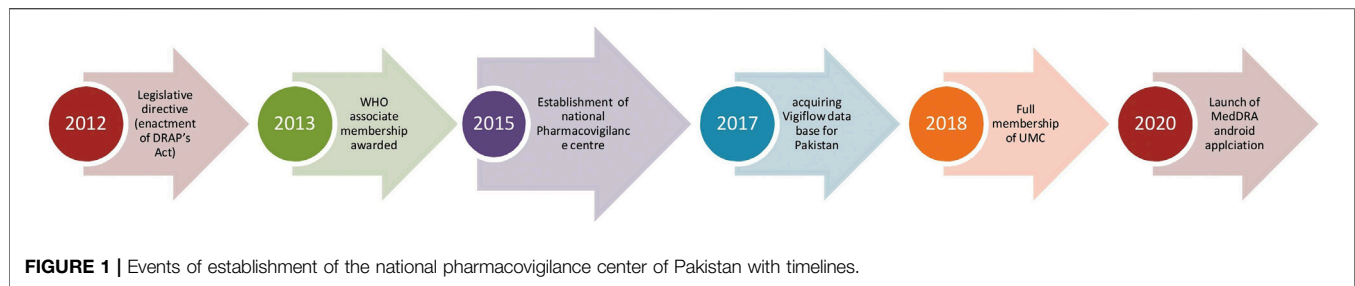 2012
Legislative
directive
(enactment
of DRAP's
Act)
2013
WHO
associate
membership
awarded
2015
Establishment of
national
Pharmacovigilanc
e centre
2017
acquiring
Vigiflow data
base for
Pakistan
2018
Full
membership
of UMC
2020
Launch of
MedDRA
android
applciation
FIGURE 1 | Events of establishment of the national pharmacovigilance center of Pakistan with timelines.